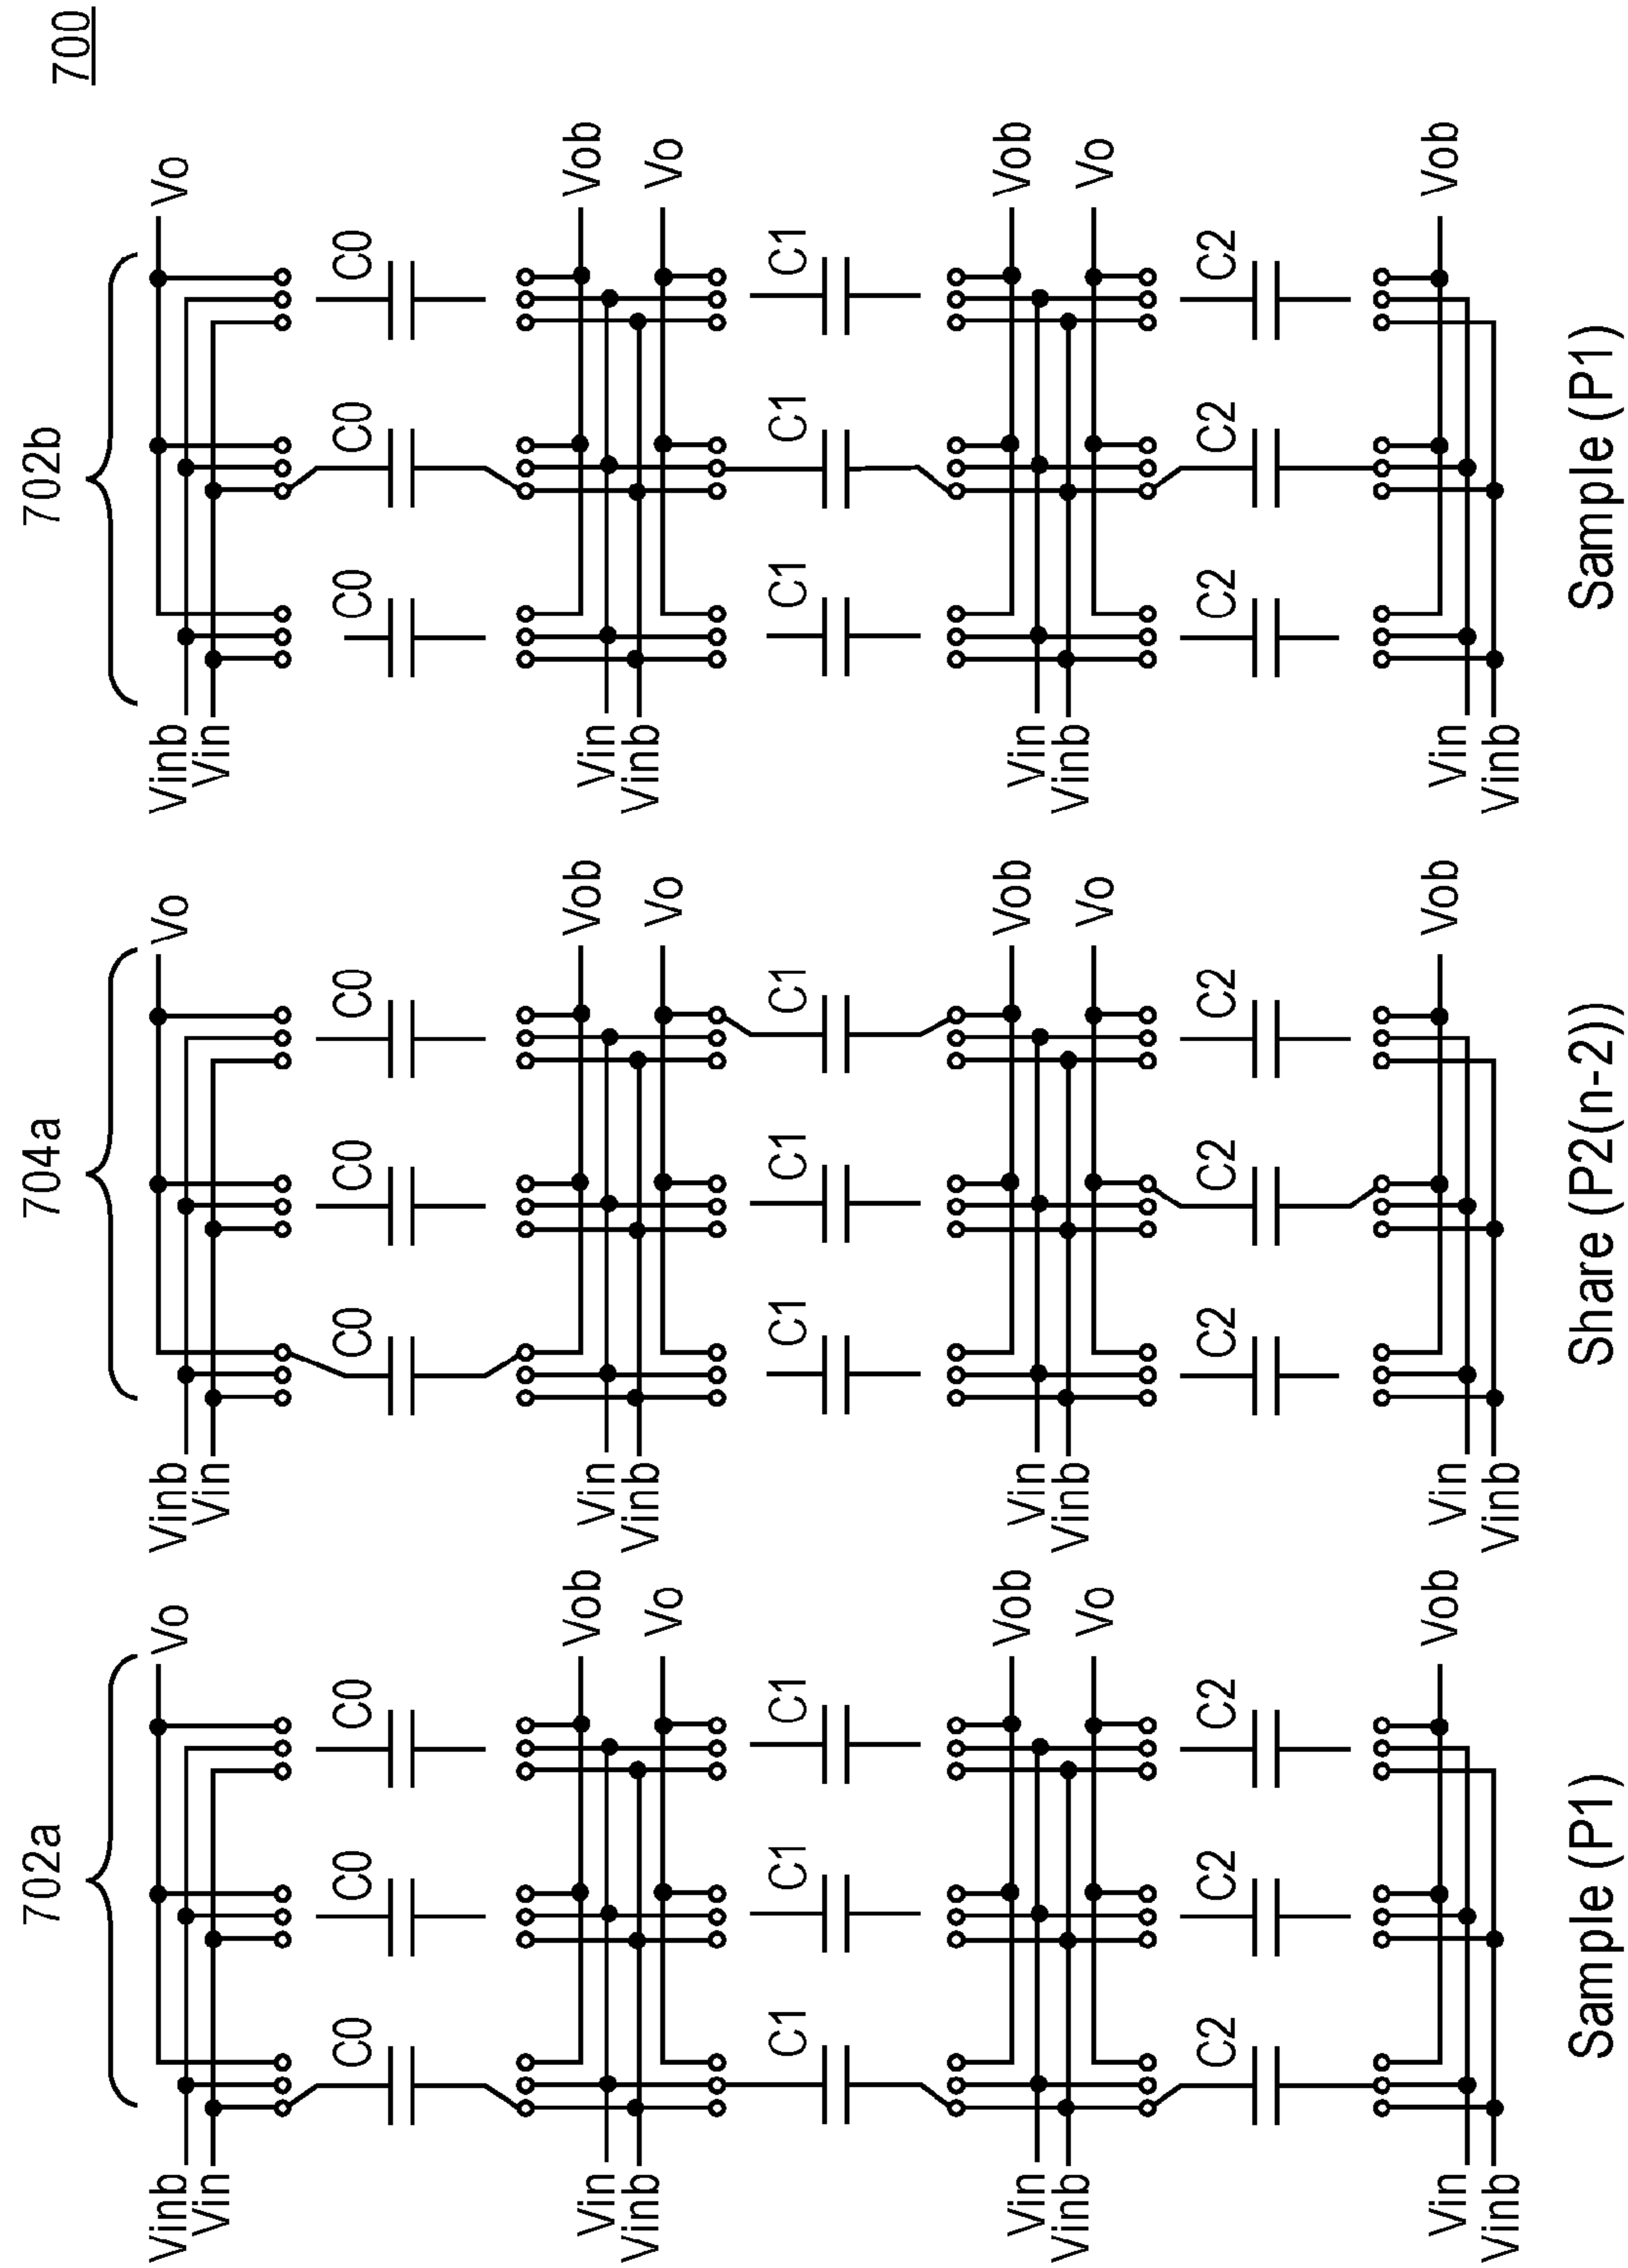 700
702a 704a 702b
Vinb Vo Vinb Vo Vinb Vo
Vin Vin Vin
C0 C0 C0 C0 C0 C0 C0 C0 C0
Vin Vob Vin Vob Vin Vob
Vinb Vo Vinb Vo Vinb Vo
C1 C1 C1 C1 C1 C1 C1 C1 C1
Vin Vob Vin Vob Vin Vob
Vinb Vo Vinb Vo Vinb Vo
C2 C2 C2 C2 C2 C2 C2 C2 C2
Vin Vob Vin Vob Vin Vob
Vinb Vinb Vinb
Sample (P1) Share (P2(n-2)) Sample (P1)